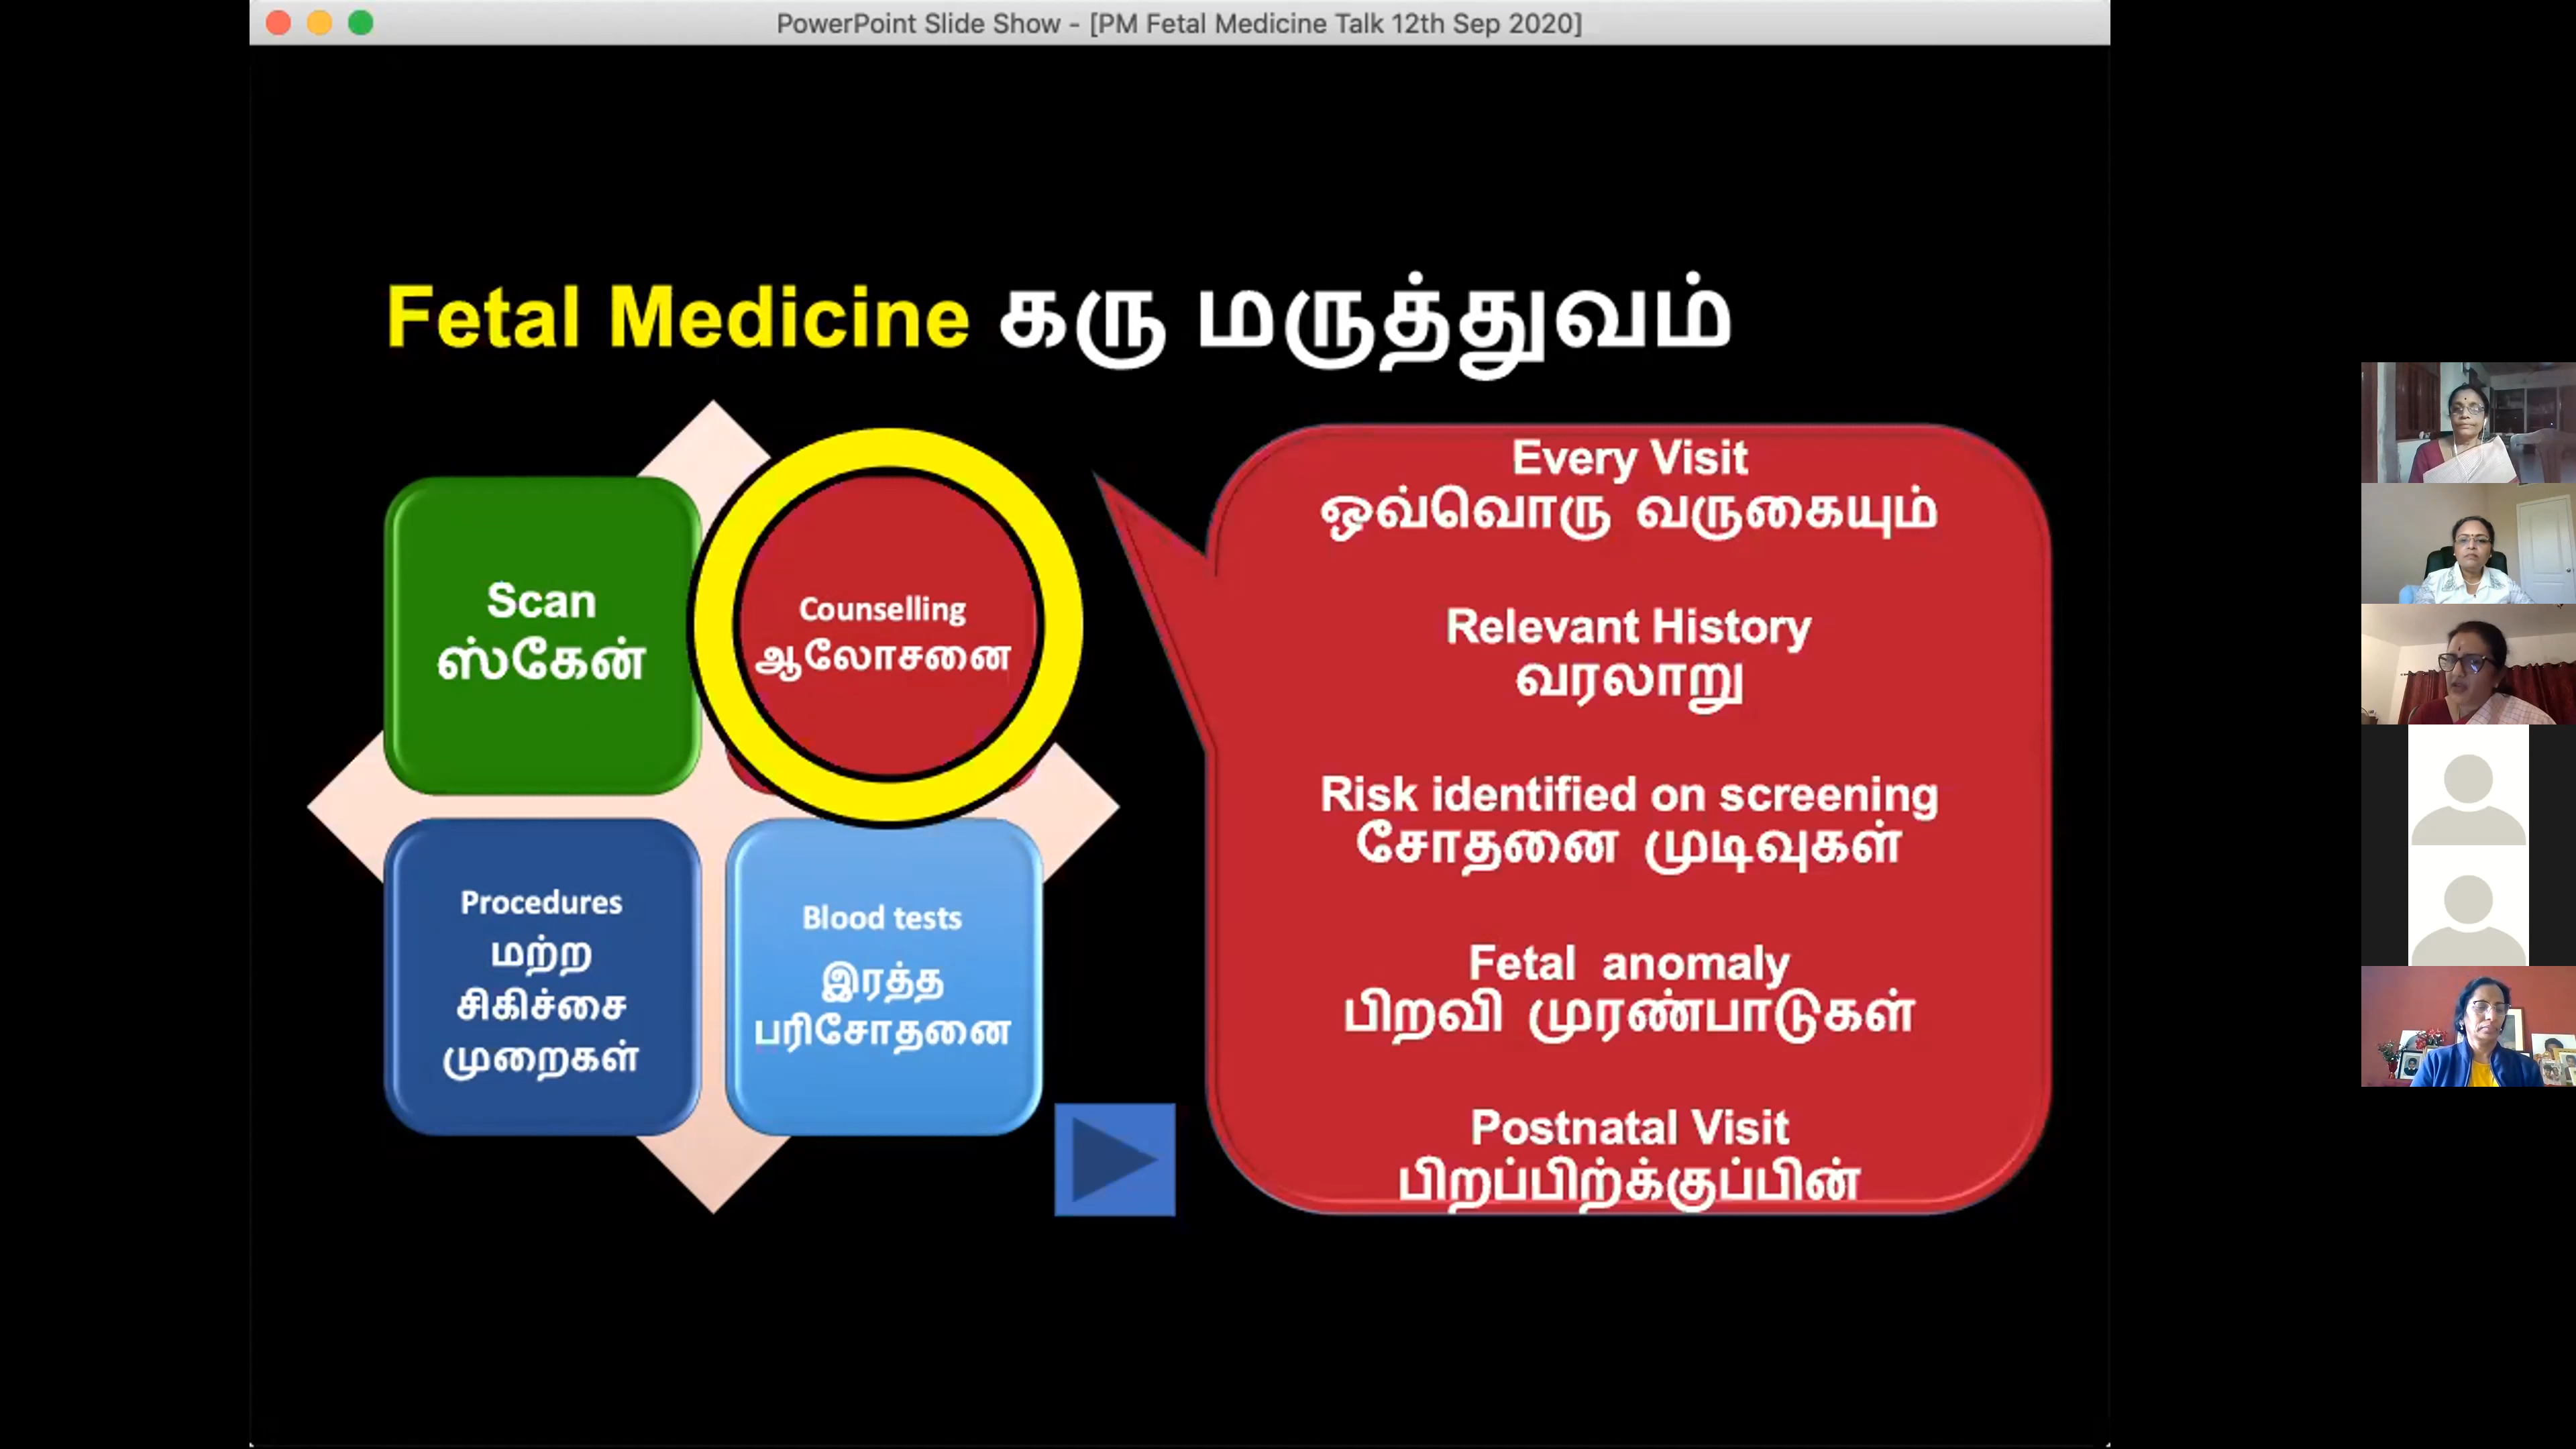 PowerPoint Slide Show - [PM Fetal Medicine Talk 12th Sep 2020]
Fetal Medicine கரு மருத்துவம்
Scan
ஸ்கேன்
Counselling
ஆலோசனை
Procedures
மற்ற
சிகிச்சை
முறைகள்
Blood tests
இரத்த
பரிசோதனை
Every Visit
ஒவ்வொரு வருகையும்
Relevant History
வரலாறு
Risk identified on screening
சோதனை முடிவுகள்
Fetal anomaly
பிறவி முரண்பாடுகள்
Postnatal Visit
பிறப்பிற்க்குப்பின்